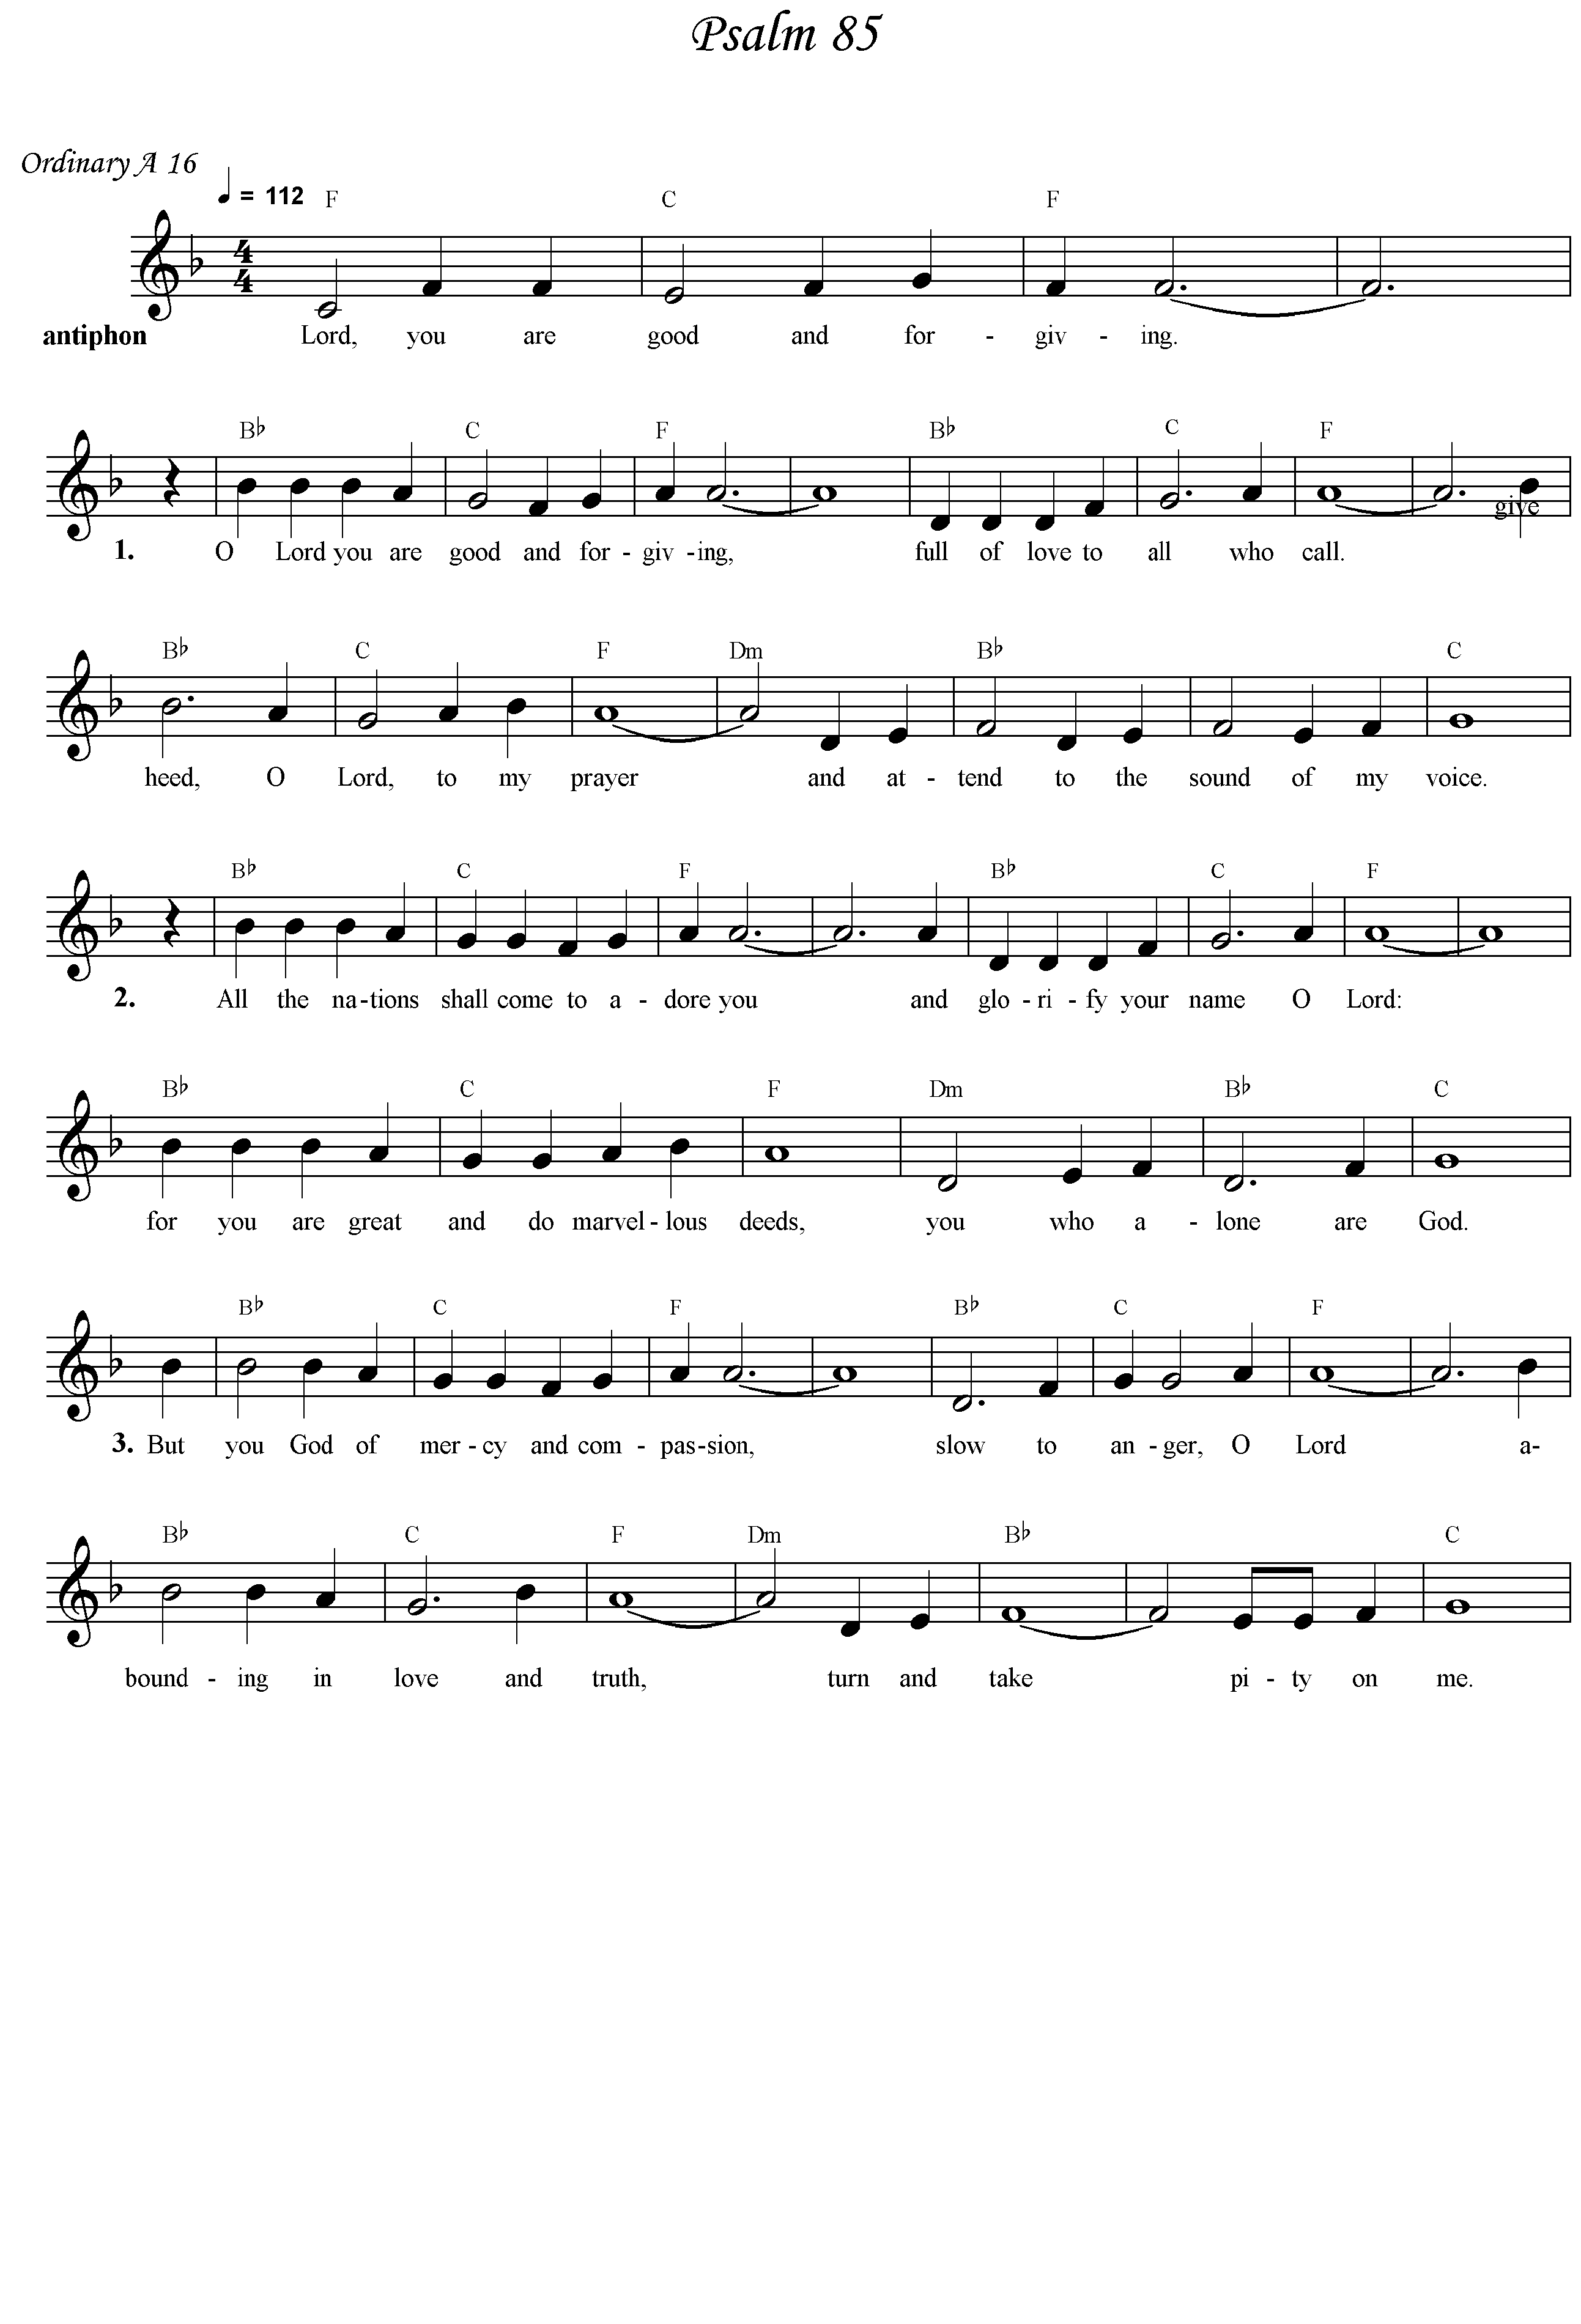 Psalm 85
Ordinary A 16
♩ = 112
F C F
4
4
antiphon Lord, you are good and for - giv - ing.
B♭ C F B♭ C F
give
1. O Lord you are good and for - giv - ing, full of love to all who call.
B♭ C F Dm B♭ C
heed, O Lord, to my prayer and at - tend to the sound of my voice.
B♭ C F B♭ C F
2. All the na - tions shall come to a - dore you and glo - ri - fy your name O Lord:
B♭ C F Dm B♭ C
for you are great and do marvel - lous deeds, you who a - lone are God.
B♭ C F B♭ C F
3. But you God of mer - cy and com - pas - sion, slow to an - ger, O Lord a-
B♭ C F Dm B♭ C
bound - ing in love and truth, turn and take pi - ty on me.